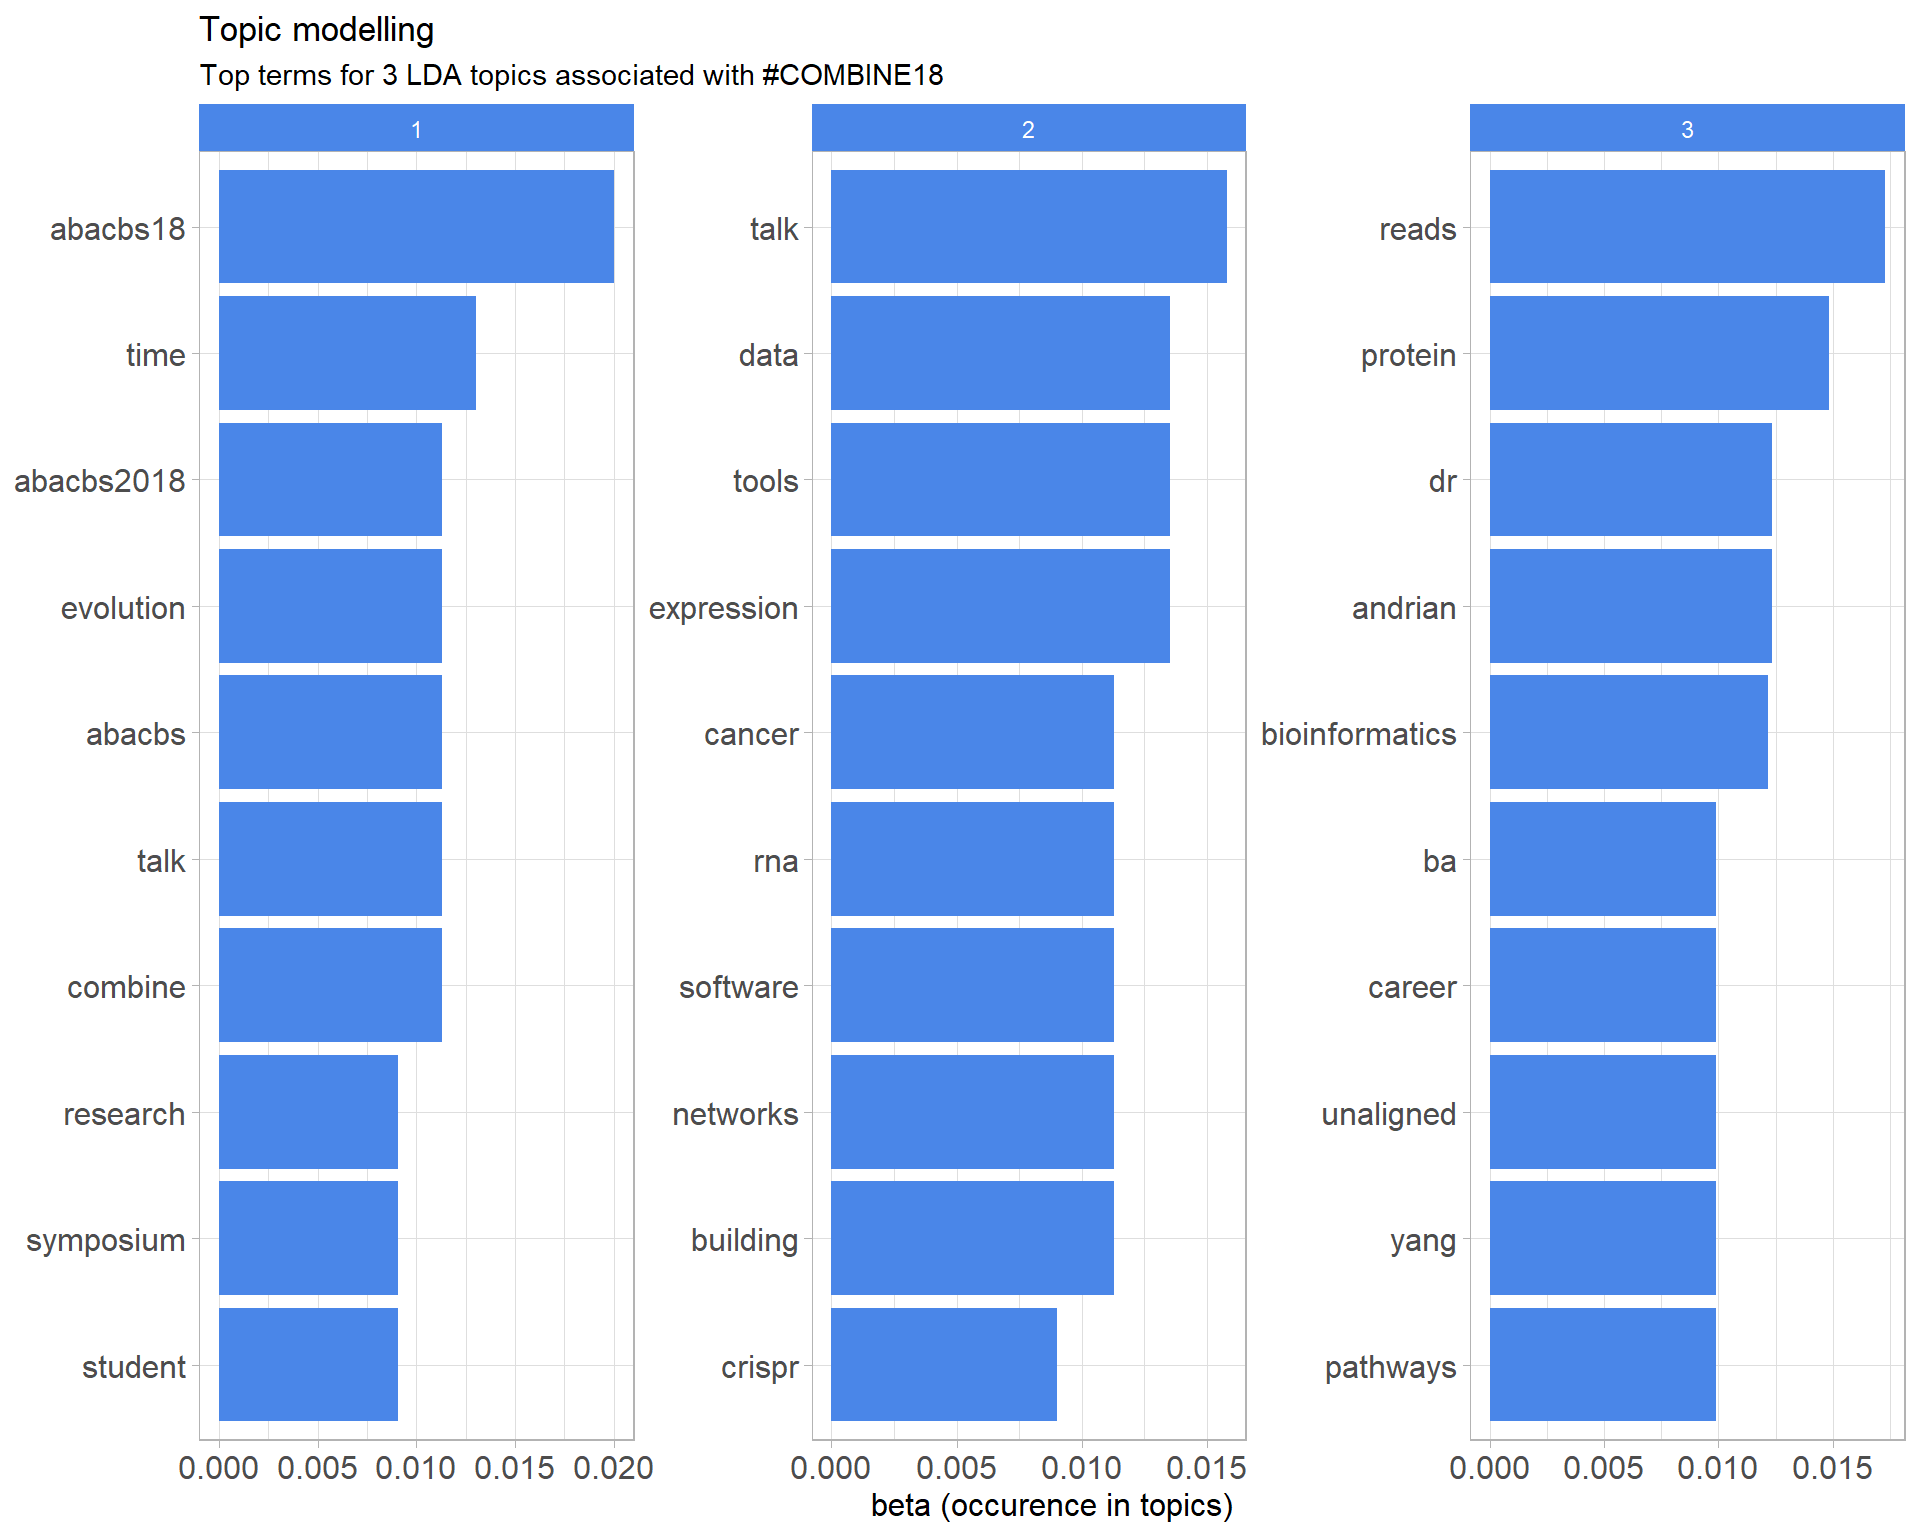 Topic modelling
Top terms for 3 LDA topics associated with #COMBINE18
1
abacbs18
time
abacbs2018
evolution
abacbs
talk
combine
research
symposium
student
0.000 0.005 0.010 0.015 0.020
2
talk
data
tools
expression
cancer
rna
software
networks
building
crispr
0.000 0.005 0.010 0.015
3
reads
protein
dr
andrian
bioinformatics
ba
career
unaligned
yang
pathways
0.000 0.005 0.010 0.015
beta (occurence in topics)